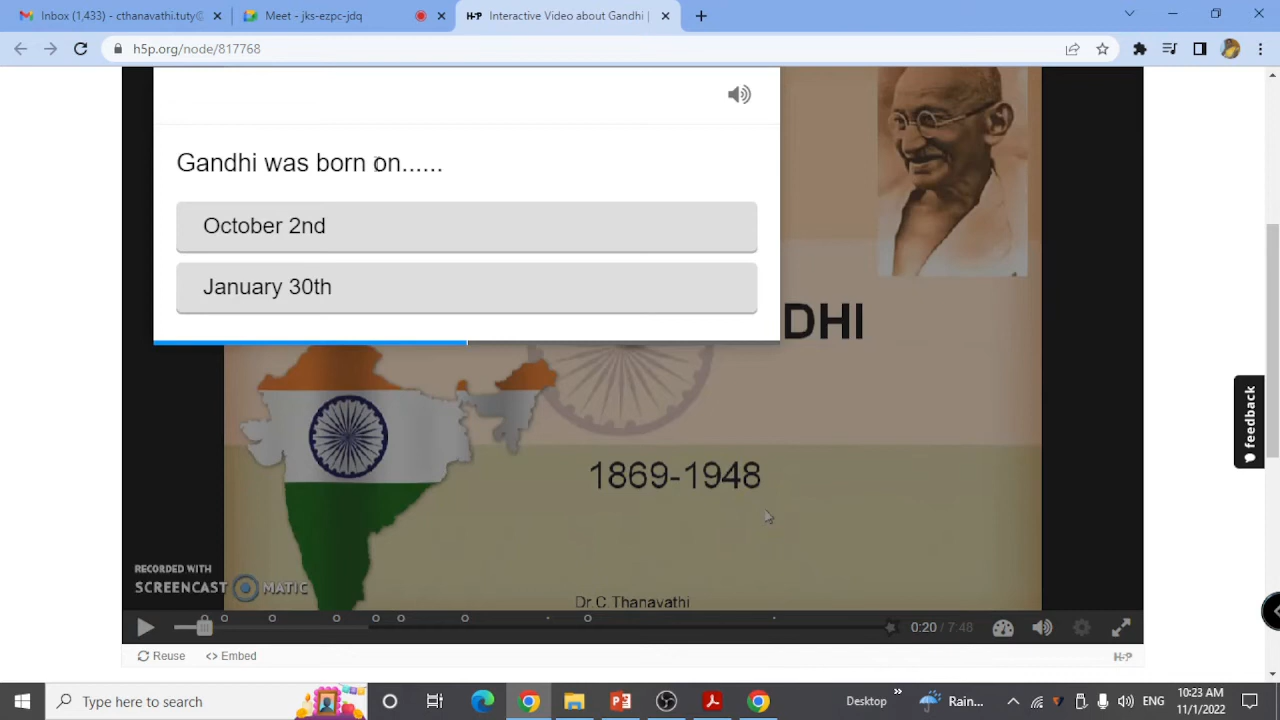 Inbox (1,433) - cthanavathi.tuty@
Meet - jks-ezpc-jdq
H-P Interactive Video about Gandhi |
h5p.org/node/817768
Gandhi was born on......
October 2nd
January 30th
DHI
1869-1948
RECORDED WITH
SCREENCAST MATIC
Dr.C.Thanavathi
0:20 / 7:48
Reuse
<> Embed
H-P
feedback
Type here to search
Desktop
»
Rain...
ENG
10:23 AM
11/1/2022